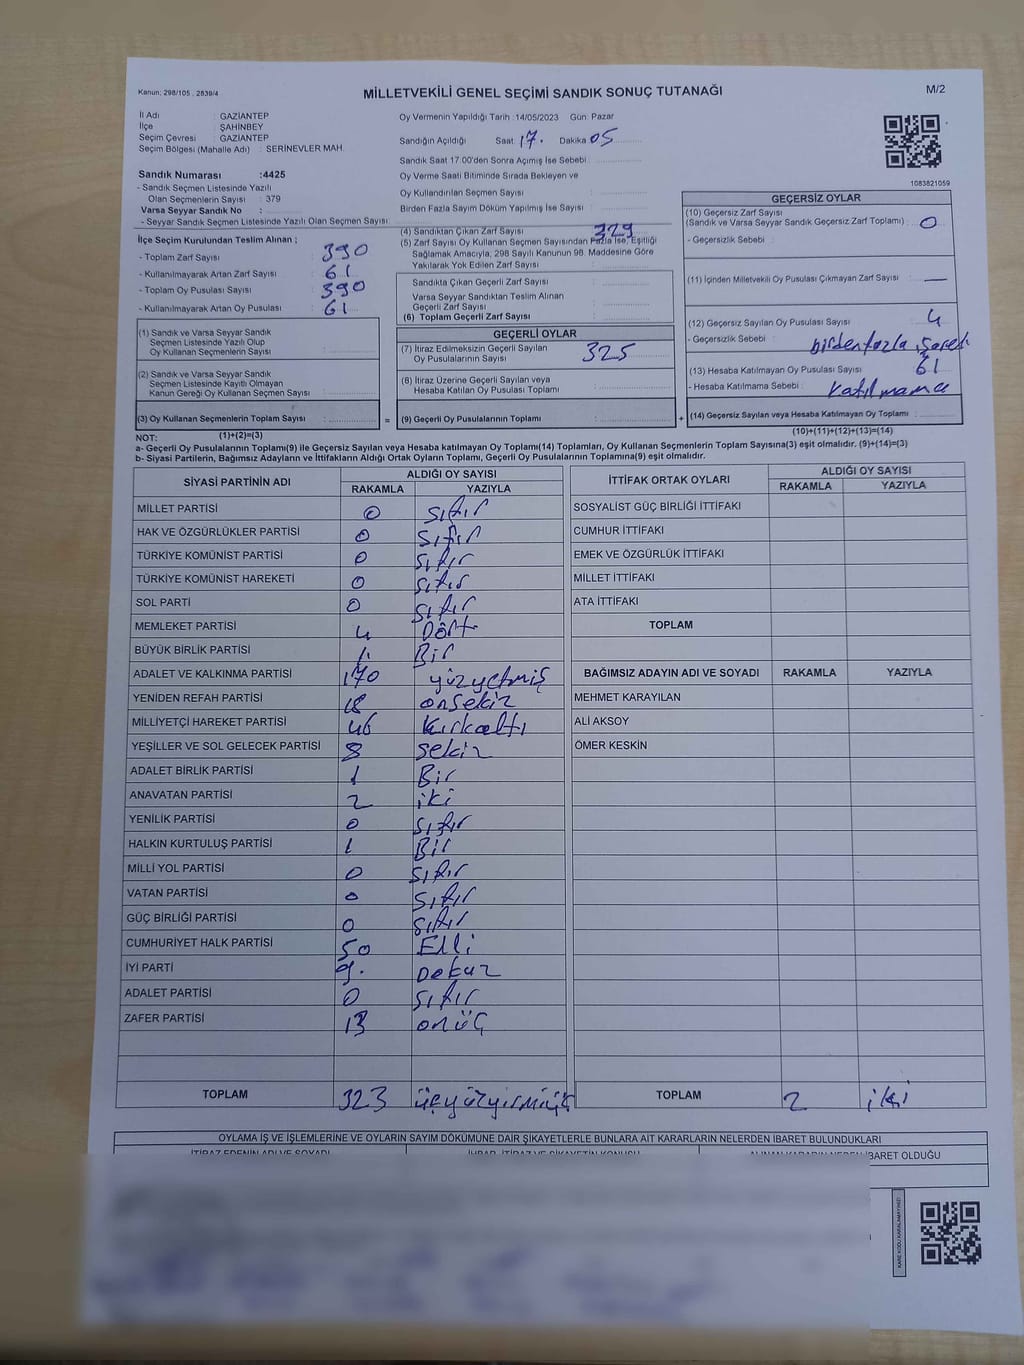 Kanun; 298/105 , 2839/4
MİLLETVEKİLİ GENEL SEÇİMİ SANDIK SONUÇ TUTANAĞI
M/2
İl Adı : GAZİANTEP
İlçe : ŞAHİNBEY
Seçim Çevresi : GAZİANTEP
Seçim Bölgesi (Mahalle Adı) : SERİNEVLER MAH.
Oy Vermenin Yapıldığı Tarih :14/05/2023 Gün: Pazar
Sandığın Açıldığı Saat: 17. Dakika 05
Sandık Saat 17.00'den Sonra Açımış İse Sebebi :
Sandık Numarası :4425
- Sandık Seçmen Listesinde Yazılı
Olan Seçmenlerin Sayısı : 379
Varsa Seyyar Sandık No :
- Seyyar Sandık Seçmen Listesinde Yazılı Olan Seçmen Sayısı:
Oy Verme Saati Bitiminde Sırada Bekleyen ve
Oy Kullandırılan Seçmen Sayısı :
Birden Fazla Sayım Döküm Yapılmış İse Sayısı :
1083821059
İlçe Seçim Kurulundan Teslim Alınan ;
- Toplam Zarf Sayısı : 390
- Kullanılmayarak Artan Zarf Sayısı : 61
- Toplam Oy Pusulası Sayısı : 390
- Kullanılmayarak Artan Oy Pusulası : 61
(4) Sandıktan Çıkan Zarf Sayısı : 329
(5) Zarf Sayısı Oy Kullanan Seçmen Sayısından Fazla İse, Eşitliği
Sağlamak Amacıyla, 298 Sayılı Kanunun 98. Maddesine Göre
Yakılarak Yok Edilen Zarf Sayısı :
Sandıkta Çıkan Geçerli Zarf Sayısı :
Varsa Seyyar Sandıktan Teslim Alınan
Geçerli Zarf Sayısı :
(6) Toplam Geçerli Zarf Sayısı :
GEÇERSİZ OYLAR
(10) Geçersiz Zarf Sayısı
(Sandık ve Varsa Seyyar Sandık Geçersiz Zarf Toplamı) : 0
- Geçersizlik Sebebi :
(11) İçinden Milletvekili Oy Pusulası Çıkmayan Zarf Sayısı : —
(12) Geçersiz Sayılan Oy Pusulası Sayısı : 4
- Geçersizlik Sebebi : birden fazla
(13) Hesaba Katılmayan Oy Pusulası Sayısı : 61
- Hesaba Katılmama Sebebi : Katılmama
(14) Geçersiz Sayılan veya Hesaba Katılmayan Oy Toplamı :
(10)+(11)+(12)+(13)=(14)
(1) Sandık ve Varsa Seyyar Sandık
Seçmen Listesinde Yazılı Olup
Oy Kullanan Seçmenlerin Sayısı :
(2) Sandık ve Varsa Seyyar Sandık
Seçmen Listesinde Kayıtlı Olmayan
Kanun Gereği Oy Kullanan Seçmen Sayısı :
(3) Oy Kullanan Seçmenlerin Toplam Sayısı : =
(1)+(2)=(3)
GEÇERLİ OYLAR
(7) İtiraz Edilmeksizin Geçerli Sayılan
Oy Pusulalarının Sayısı : 325
(8) İtiraz Üzerine Geçerli Sayılan veya
Hesaba Katılan Oy Pusulası Toplamı :
(9) Geçerli Oy Pusulalarının Toplamı : +
NOT:
a- Geçerli Oy Pusulalarının Toplamı(9) ile Geçersiz Sayılan veya Hesaba katılmayan Oy Toplamı(14) Toplamları, Oy Kullanan Seçmenlerin Toplam Sayısına(3) eşit olmalıdır. (9)+(14)=(3)
b- Siyasi Partilerin, Bağımsız Adayların ve İttifakların Aldığı Ortak Oyların Toplamı, Geçerli Oy Pusulalarının Toplamına(9) eşit olmalıdır.
SİYASİ PARTİNİN ADI ALDIĞI OY SAYISI
RAKAMLA YAZIYLA
MİLLET PARTİSİ 0 sıfır
HAK VE ÖZGÜRLÜKLER PARTİSİ 0 sıfır
TÜRKİYE KOMÜNİST PARTİSİ 0 sıfır
TÜRKİYE KOMÜNİST HAREKETİ 0 sıfır
SOL PARTİ 0 sıfır
MEMLEKET PARTİSİ 4 Dört
BÜYÜK BİRLİK PARTİSİ 1. Bir
ADALET VE KALKINMA PARTİSİ 170 yüzyetmiş
YENİDEN REFAH PARTİSİ 18 onsekiz
MİLLİYETÇİ HAREKET PARTİSİ 46 kırkaltı
YEŞİLLER VE SOL GELECEK PARTİSİ 8 sekiz
ADALET BİRLİK PARTİSİ 1 Bir
ANAVATAN PARTİSİ 2 iki
YENİLİK PARTİSİ 0 sıfır
HALKIN KURTULUŞ PARTİSİ 1 Bir
MİLLİ YOL PARTİSİ 0 sıfır
VATAN PARTİSİ 0 sıfır
GÜÇ BİRLİĞİ PARTİSİ 0 sıfır
CUMHURİYET HALK PARTİSİ 50 Elli
İYİ PARTİ 9. Dokuz
ADALET PARTİSİ 0 sıfır
ZAFER PARTİSİ 13 onüç
TOPLAM 323 üçyüzyirmiüç
İTTİFAK ORTAK OYLARI ALDIĞI OY SAYISI
RAKAMLA YAZIYLA
SOSYALİST GÜÇ BİRLİĞİ İTTİFAKI
CUMHUR İTTİFAKI
EMEK VE ÖZGÜRLÜK İTTİFAKI
MİLLET İTTİFAKI
ATA İTTİFAKI
TOPLAM
BAĞIMSIZ ADAYIN ADI VE SOYADI RAKAMLA YAZIYLA
MEHMET KARAYILAN
ALİ AKSOY
ÖMER KESKİN
TOPLAM 2 iki
OYLAMA İŞ VE İŞLEMLERİNE VE OYLARIN SAYIM DÖKÜMÜNE DAİR ŞİKAYETLERLE BUNLARA AİT KARARLARIN NELERDEN İBARET BULUNDUKLARI
İTİRAZ EDENİN ADI VE SOYADI İHBAR, İTİRAZ VE ŞİKAYETİN KONUSU ALINAN KARARIN NEDEN İBARET OLDUĞU
KARE KODU KARALAMAYINIZ!